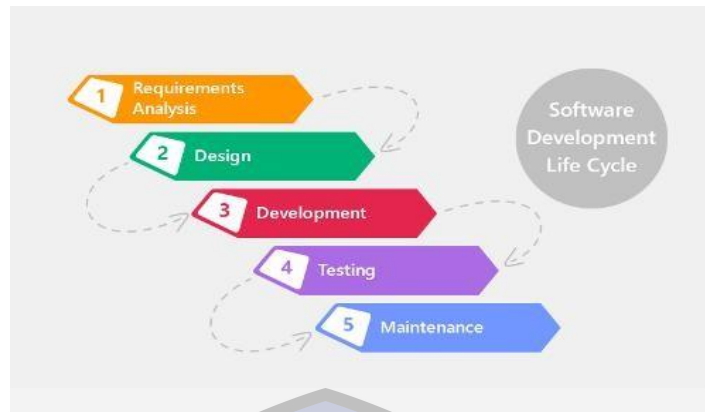 1
Requirements
Analysis
2
Design
3
Development
4
Testing
5
Maintenance
Software
Development
Life Cycle